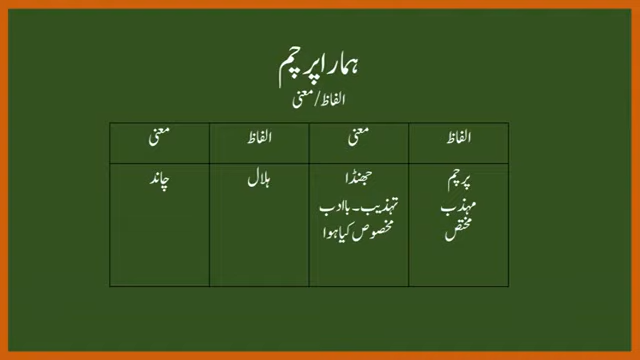 ہمارا پرچم
الفاظ/معنی
الفاظ معنی الفاظ معنی
پرچم جھنڈا ہلال چاند
مہذب تہذیب۔ باادب
مختص مخصوص کیا ہوا